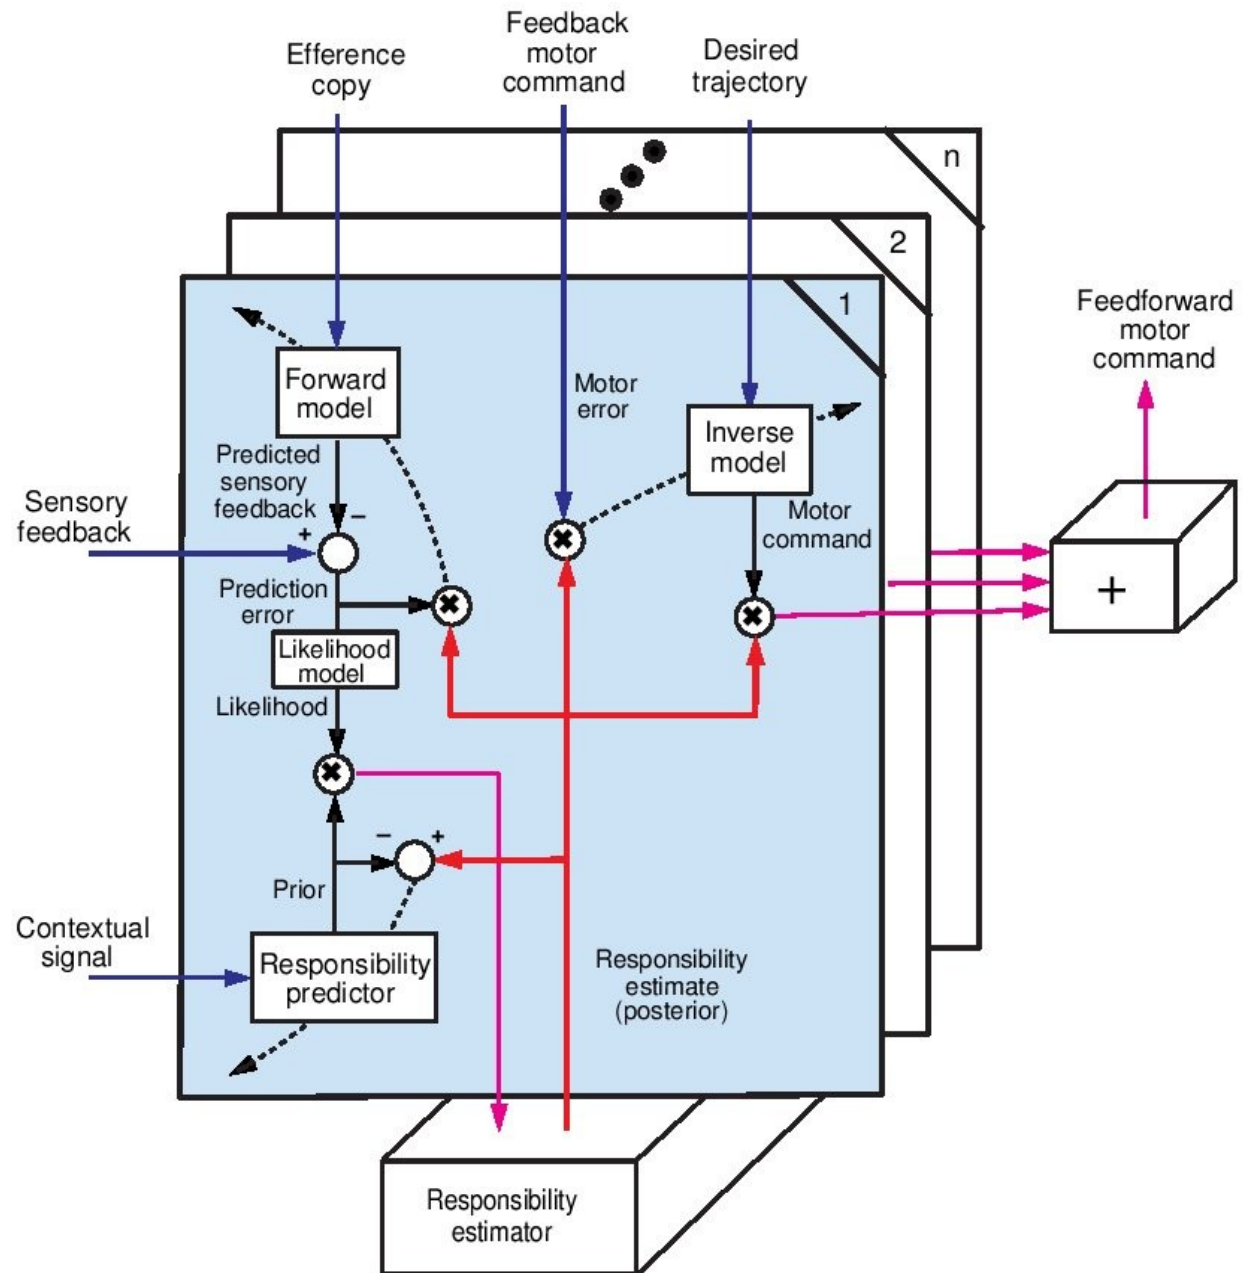 Efference
copy
Feedback
motor
command
Desired
trajectory
n
2
1
Feedforward
motor
command
Forward
model
Motor
error
Inverse
model
Predicted
sensory
feedback
–
+
Sensory
feedback
Motor
command
Prediction
error
+
Likelihood
model
Likelihood
– +
Prior
Contextual
signal
Responsibility
predictor
Responsibility
estimate
(posterior)
Responsibility
estimator